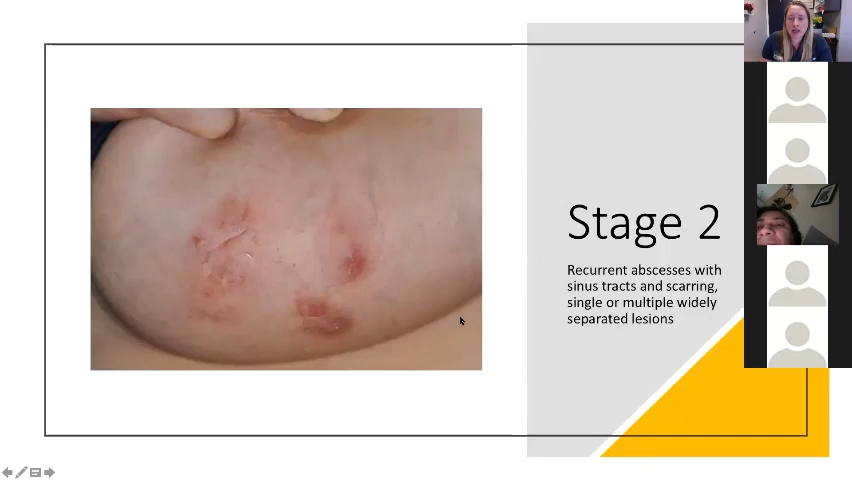 Stage 2
Recurrent abscesses with
sinus tracts and scarring,
single or multiple widely
separated lesions